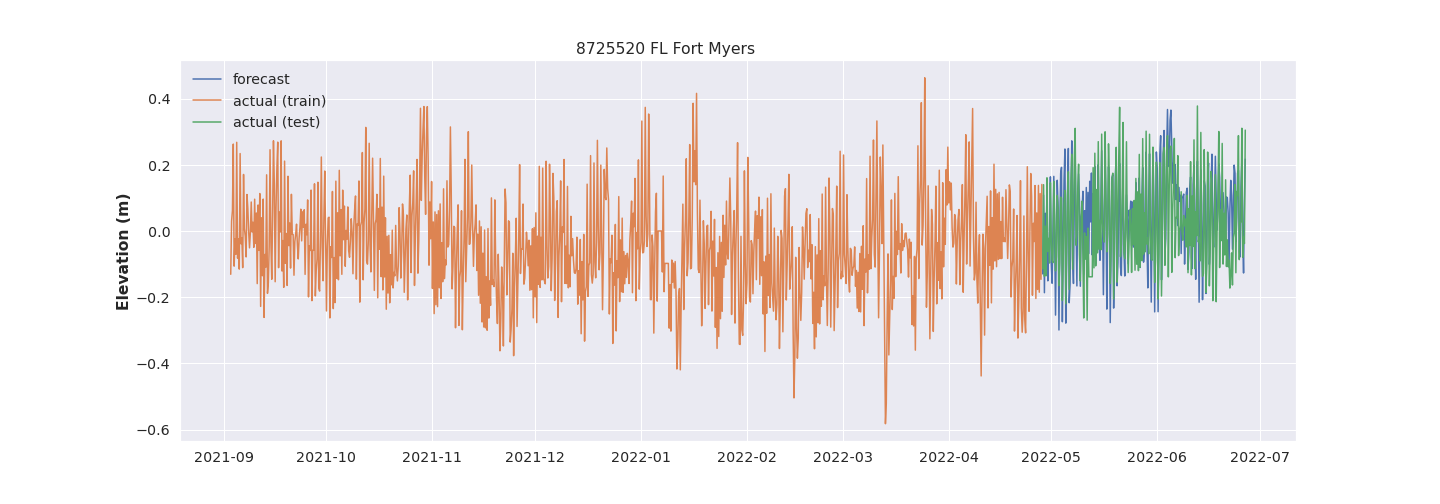 8725520 FL Fort Myers
forecast
actual (train)
actual (test)
Elevation (m)
0.4
0.2
0.0
−0.2
−0.4
−0.6
2021-09 2021-10 2021-11 2021-12 2022-01 2022-02 2022-03 2022-04 2022-05 2022-06 2022-07